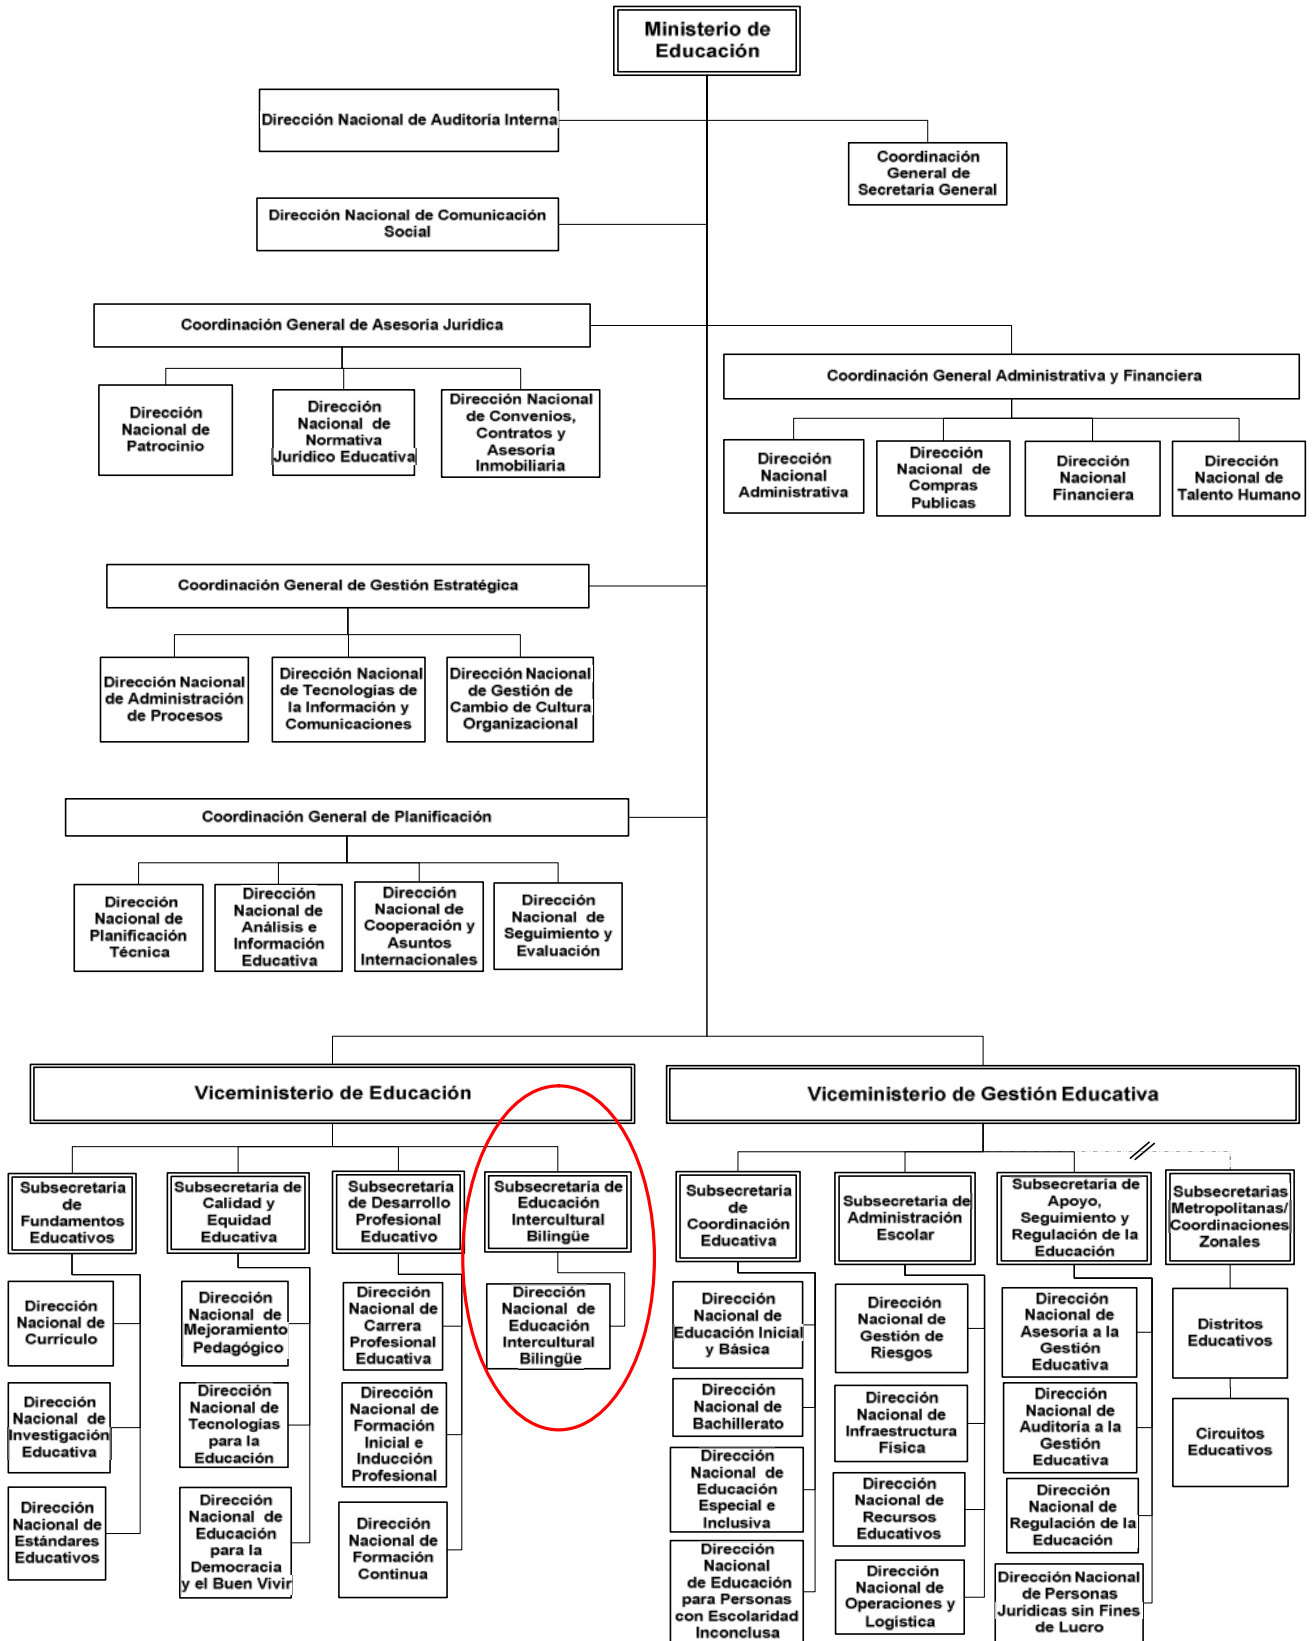 Ministerio de
Educación
Dirección Nacional de Auditoría Interna
Coordinación
General de
Secretaría General
Dirección Nacional de Comunicación
Social
Coordinación General de Asesoría Jurídica
Coordinación General Administrativa y Financiera
Dirección
Nacional de
Patrocinio
Dirección
Nacional de
Normativa
Jurídico Educativa
Dirección Nacional
de Convenios,
Contratos y
Asesoría
Inmobiliaria
Dirección
Nacional
Administrativa
Dirección
Nacional de
Compras
Publicas
Dirección
Nacional
Financiera
Dirección
Nacional de
Talento Humano
Coordinación General de Gestión Estratégica
Dirección Nacional
de Administración
de Procesos
Dirección Nacional
de Tecnologías de
la Información y
Comunicaciones
Dirección Nacional
de Gestión de
Cambio de Cultura
Organizacional
Coordinación General de Planificación
Dirección
Nacional de
Planificación
Técnica
Dirección
Nacional de
Análisis e
Información
Educativa
Dirección
Nacional de
Cooperación y
Asuntos
Internacionales
Dirección
Nacional de
Seguimiento y
Evaluación
Viceministerio de Educación
Viceministerio de Gestión Educativa
Subsecretaría
de
Fundamentos
Educativos
Subsecretaría de
Calidad y
Equidad
Educativa
Subsecretaría
de Desarrollo
Profesional
Educativo
Subsecretaría de
Educación
Intercultural
Bilingüe
Subsecretaría
de
Coordinación
Educativa
Subsecretaría de
Administración
Escolar
Subsecretaría de
Apoyo,
Seguimiento y
Regulación de la
Educación
Subsecretarias
Metropolitanas/
Coordinaciones
Zonales
Dirección
Nacional de
Currículo
Dirección
Nacional de
Investigación
Educativa
Dirección
Nacional de
Estándares
Educativos
Dirección
Nacional de
Mejoramiento
Pedagógico
Dirección
Nacional de
Tecnologías
para la
Educación
Dirección
Nacional de
Educación
para la
Democracia
y el Buen Vivir
Dirección
Nacional de
Carrera
Profesional
Educativa
Dirección
Nacional de
Formación
Inicial e
Inducción
Profesional
Dirección
Nacional de
Formación
Continua
Dirección
Nacional de
Educación
Intercultural
Bilingüe
Dirección
Nacional de
Educación Inicial
y Básica
Dirección
Nacional de
Bachillerato
Dirección
Nacional de
Educación
Especial e
Inclusiva
Dirección
Nacional
de Educación
para Personas
con Escolaridad
Inconclusa
Dirección
Nacional de
Gestión de
Riesgos
Dirección
Nacional de
Infraestructura
Física
Dirección
Nacional de
Recursos
Educativos
Dirección
Nacional de
Operaciones y
Logística
Dirección
Nacional de
Asesoría a la
Gestión
Educativa
Dirección
Nacional de
Auditoría a la
Gestión
Educativa
Dirección
Nacional de
Regulación de la
Educación
Dirección Nacional
de Personas
Jurídicas sin Fines
de Lucro
Distritos
Educativos
Circuitos
Educativos